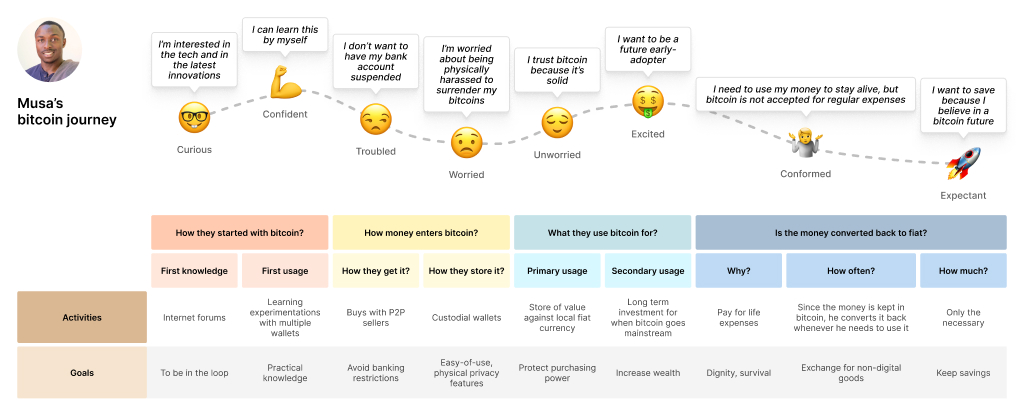 Musa's
bitcoin journey
I'm interested in
the tech and in
the latest
innovations
Curious
I can learn this
by myself
Confident
I don't want to
have my bank
account
suspended
Troubled
I'm worried
about being
physically
harassed to
surrender my
bitcoins
Worried
I trust bitcoin
because it's
solid
Unworried
I want to be a
future early-
adopter
Excited
I need to use my money to stay alive, but
bitcoin is not accepted for regular expenses
Conformed
I want to save
because I
believe in a
bitcoin future
Expectant
How they started with bitcoin?
How money enters bitcoin?
What they use bitcoin for?
Is the money converted back to fiat?
First knowledge
First usage
How they get it?
How they store it?
Primary usage
Secondary usage
Why?
How often?
How much?
Activities
Internet forums
Learning
experimentations
with multiple
wallets
Buys with P2P
sellers
Custodial wallets
Store of value
against local fiat
currency
Long term
investment for
when bitcoin goes
mainstream
Pay for life
expenses
Since the money is kept in
bitcoin, he converts it back
whenever he needs to use it
Only the
necessary
Goals
To be in the loop
Practical
knowledge
Avoid banking
restrictions
Easy-of-use,
physical privacy
features
Protect purchasing
power
Increase wealth
Dignity, survival
Exchange for non-digital
goods
Keep savings